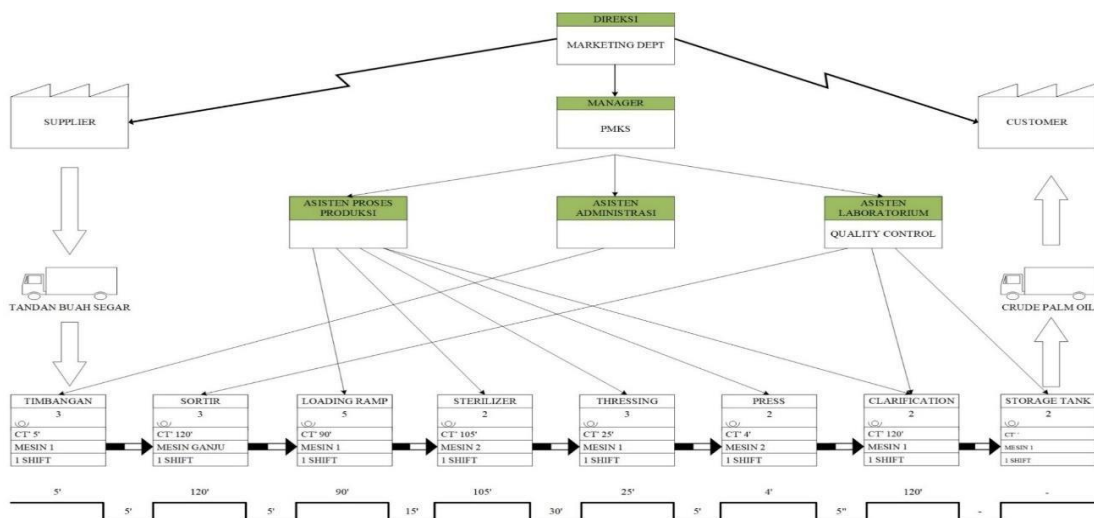 DIREKSI
MARKETING DEPT
MANAGER
PMKS
SUPPLIER
CUSTOMER
ASISTEN PROSES
PRODUKSI
ASISTEN
ADMINISTRASI
ASISTEN
LABORATORIUM
QUALITY CONTROL
TANDAN BUAH SEGAR
CRUDE PALM OIL
TIMBANGAN
3
CT' 5'
MESIN 1
1 SHIFT
SORTIR
3
CT' 120'
MESIN GANJU
1 SHIFT
LOADING RAMP
5
CT' 90'
MESIN 1
1 SHIFT
STERILIZER
2
CT' 105'
MESIN 2
1 SHIFT
THRESSING
3
CT' 25'
MESIN 1
1 SHIFT
PRESS
2
CT' 4'
MESIN 2
1 SHIFT
CLARIFICATION
2
CT' 120'
MESIN 1
1 SHIFT
STORAGE TANK
2
CT' '
MESIN 1
1 SHIFT
5' 120' 90' 105' 25' 4' 120' -
5' 5' 15' 30' 5' 5" -